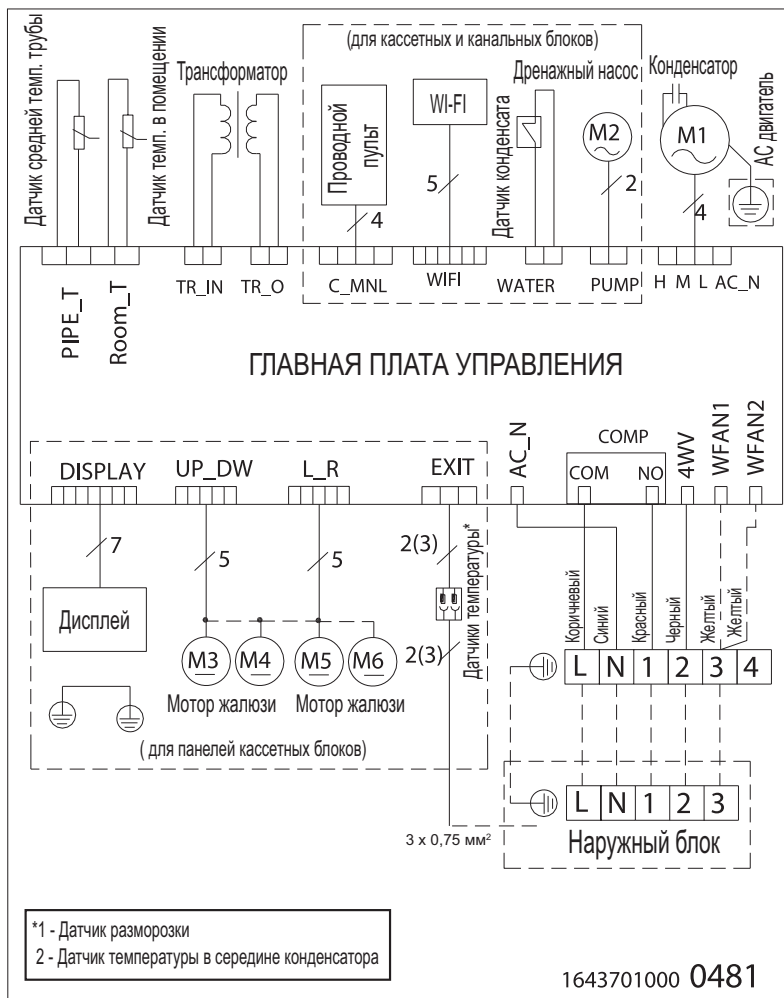 (для кассетных и канальных блоков)
Датчик средней темп. трубы
Датчик темп. в помещении
Трансформатор
Проводной
пульт
WI-FI
Дренажный насос
Датчик конденсата
Конденсатор
AC двигатель
M2
M1
4
5
2
4
PIPE_T
Room_T
TR_IN
TR_O
C_MNL
WIFI
WATER
PUMP
H M L AC_N
ГЛАВНАЯ ПЛАТА УПРАВЛЕНИЯ
DISPLAY
UP_DW
L_R
EXIT
AC_N
COMP
COM
NO
4WV
WFAN1
WFAN2
7
5
5
2(3)
2(3)
Датчики температуры*
Коричневый
Синий
Красный
Черный
Желтый
Желтый
Дисплей
M3
M4
M5
M6
Мотор жалюзи
Мотор жалюзи
( для панелей кассетных блоков)
L N 1 2 3 4
L N 1 2 3
Наружный блок
3 x 0,75 мм²
*1 - Датчик разморозки
2 - Датчик температуры в середине конденсатора
1643701000 0481